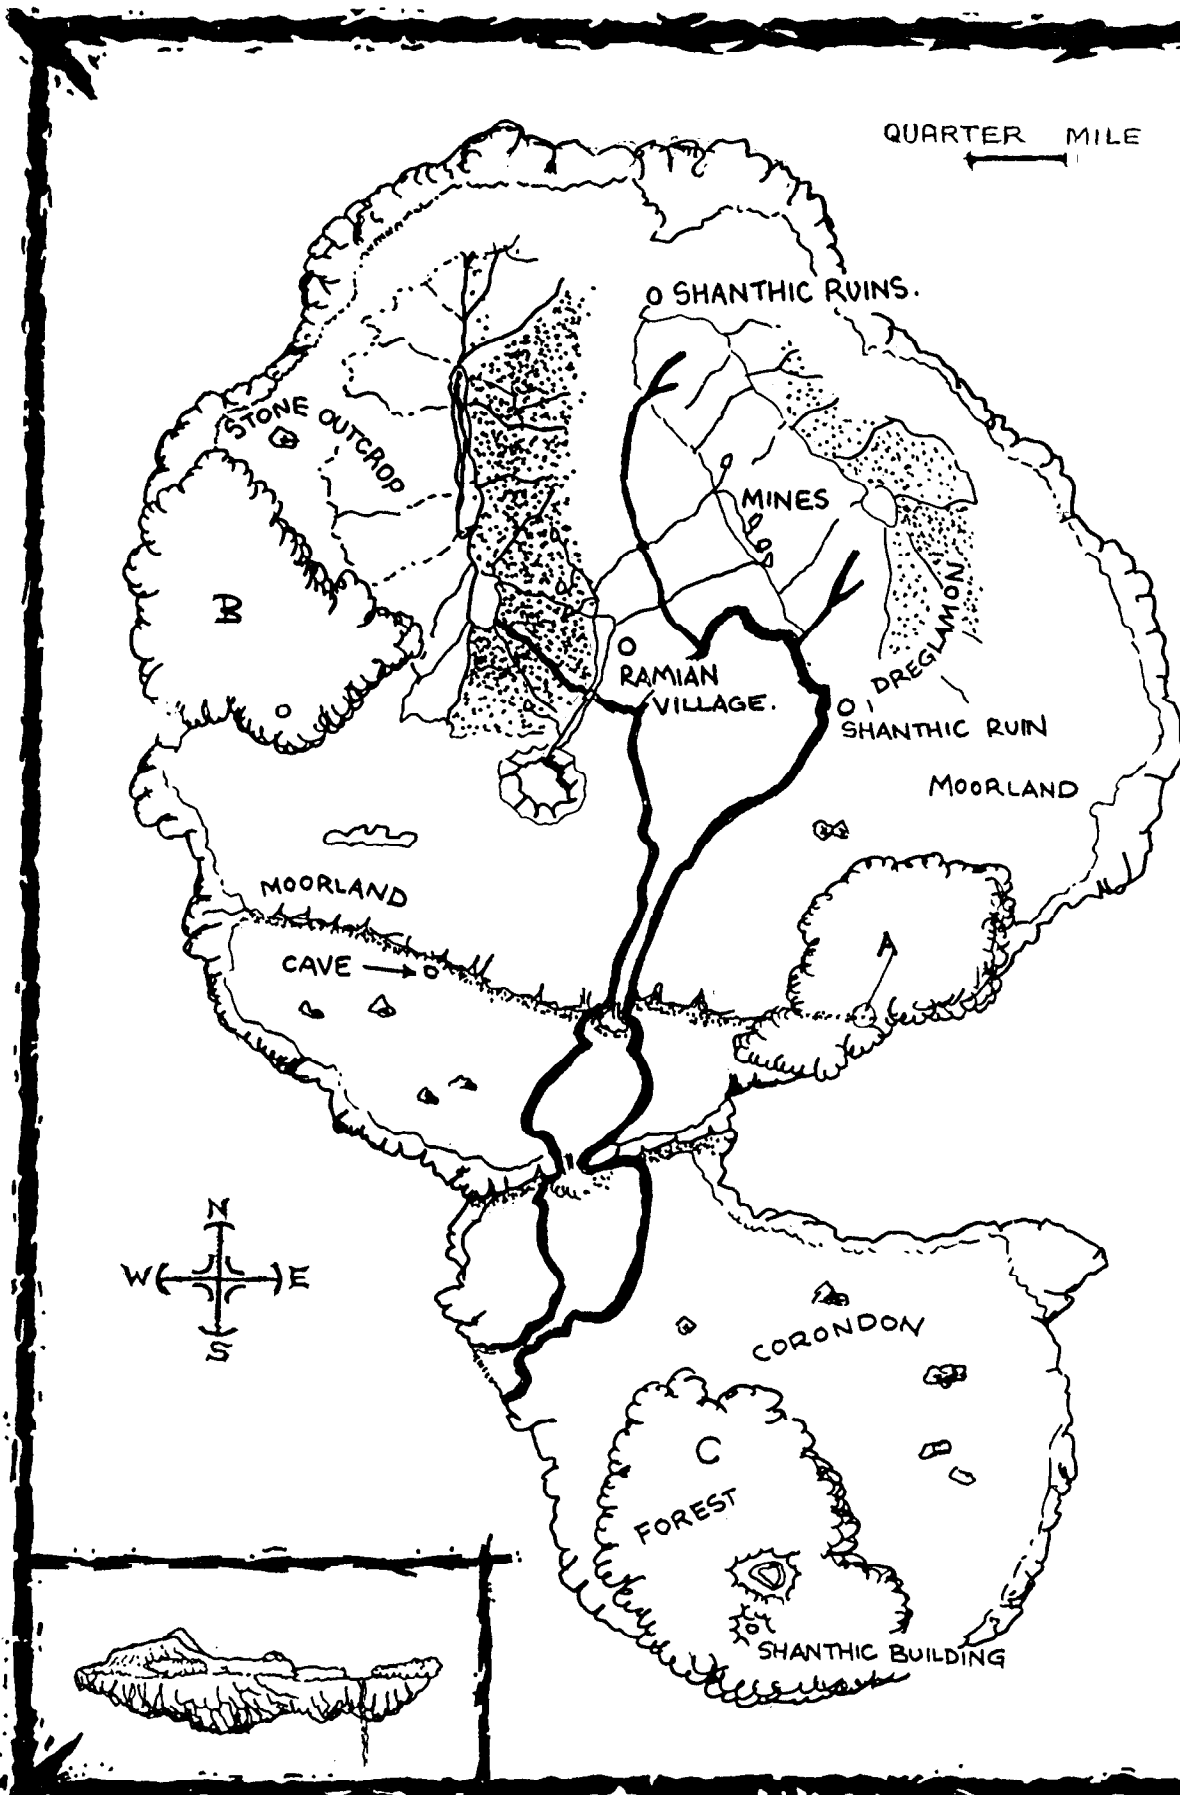 QUARTER MILE
O SHANTHIC RUINS.
STONE OUTCROP
MINES
B
DREGLAMON
RAMIAN
VILLAGE.
SHANTHIC RUIN
MOORLAND
MOORLAND
A
CAVE
N
W E
S
CORONDON
C
FOREST
SHANTHIC BUILDING